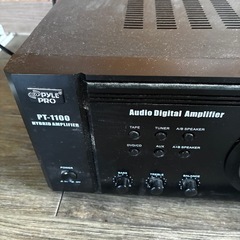 PYLE
PRO
PT-1100
HYBRID AMPLIFIER
Audio Digital Amplifier
TAPE TUNER A/B SPEAKER
DVD/CD AUX A/B SPEAKER
POWER
BASS TREBLE BALANCE